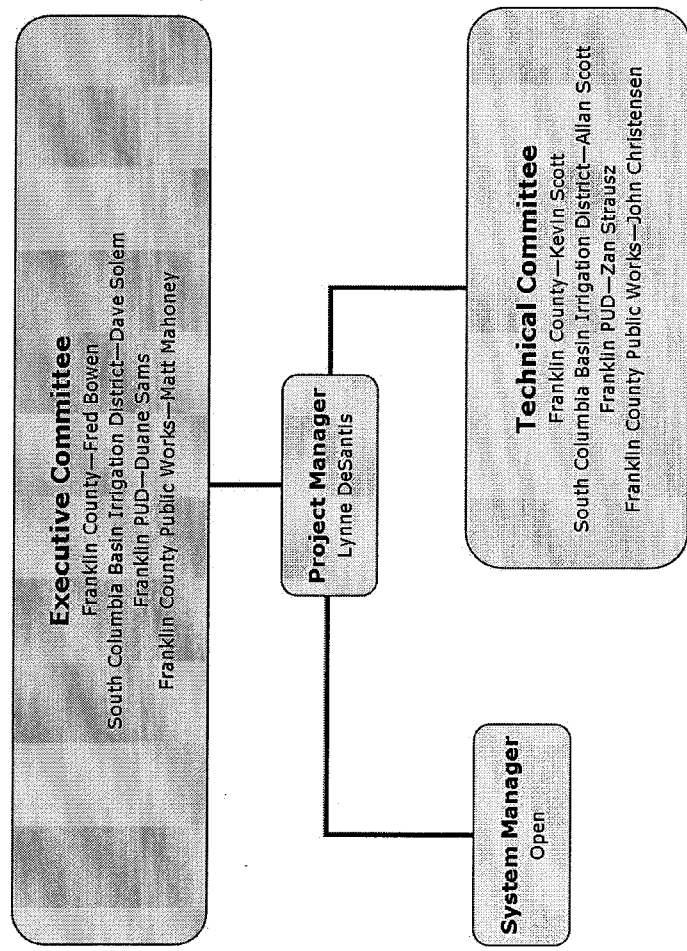 Executive Committee
Franklin County—Fred Bowen
South Columbia Basin Irrigation District—Dave Solem
Franklin PUD—Duane Sams
Franklin County Public Works—Matt Mahoney
Project Manager
Lynne DeSantis
System Manager
Open
Technical Committee
Franklin County—Kevin Scott
South Columbia Basin Irrigation District—Allan Scott
Franklin PUD—Zan Strausz
Franklin County Public Works—John Christensen